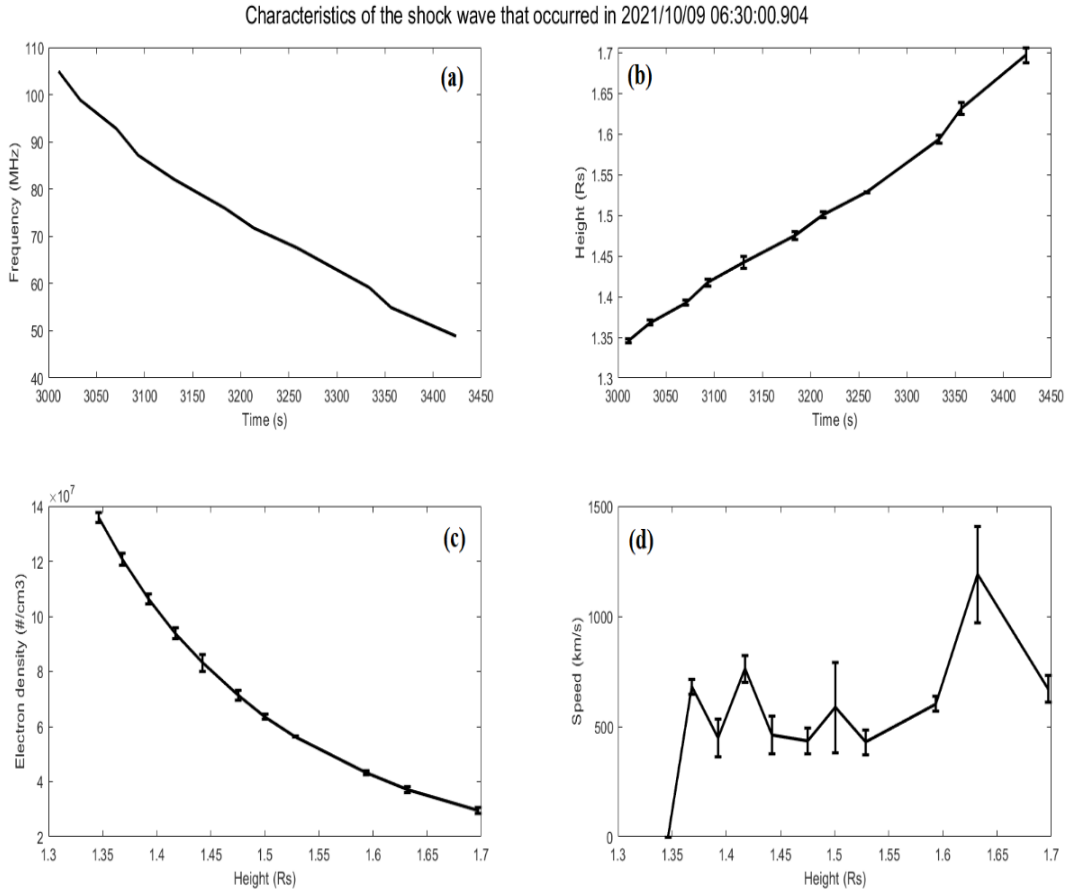 Characteristics of the shock wave that occurred in 2021/10/09 06:30:00.904
(a)
Frequency (MHz)
110
100
90
80
70
60
50
40
3000 3050 3100 3150 3200 3250 3300 3350 3400 3450
Time (s)
(b)
Height (Rs)
1.7
1.65
1.6
1.55
1.5
1.45
1.4
1.35
1.3
3000 3050 3100 3150 3200 3250 3300 3350 3400 3450
Time (s)
×10^7
(c)
Electron density (#/cm3)
14
12
10
8
6
4
2
1.3 1.35 1.4 1.45 1.5 1.55 1.6 1.65 1.7
Height (Rs)
(d)
Speed (km/s)
1500
1000
500
0
1.3 1.35 1.4 1.45 1.5 1.55 1.6 1.65 1.7
Height (Rs)